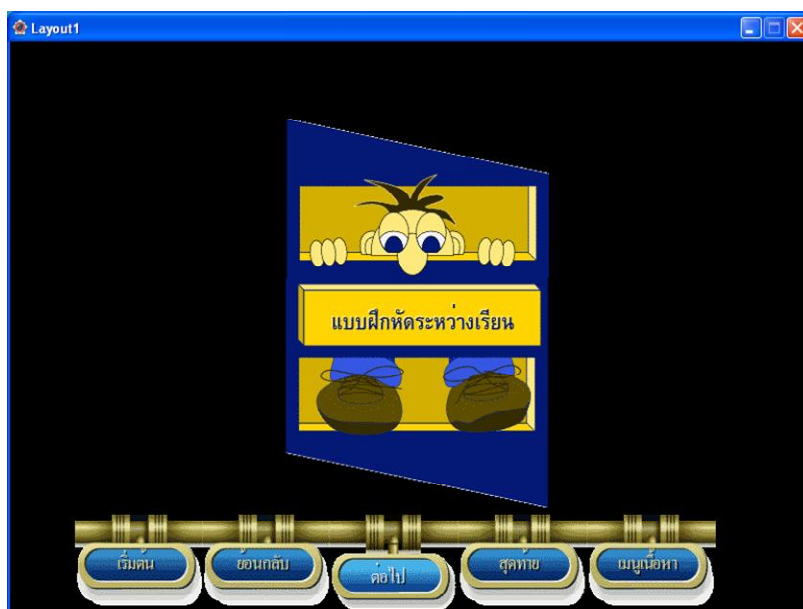 Layout1
แบบฝึกหัดระหว่างเรียน
เริ่มต้น ย้อนกลับ ต่อไป สุดท้าย เมนูเนื้อหา